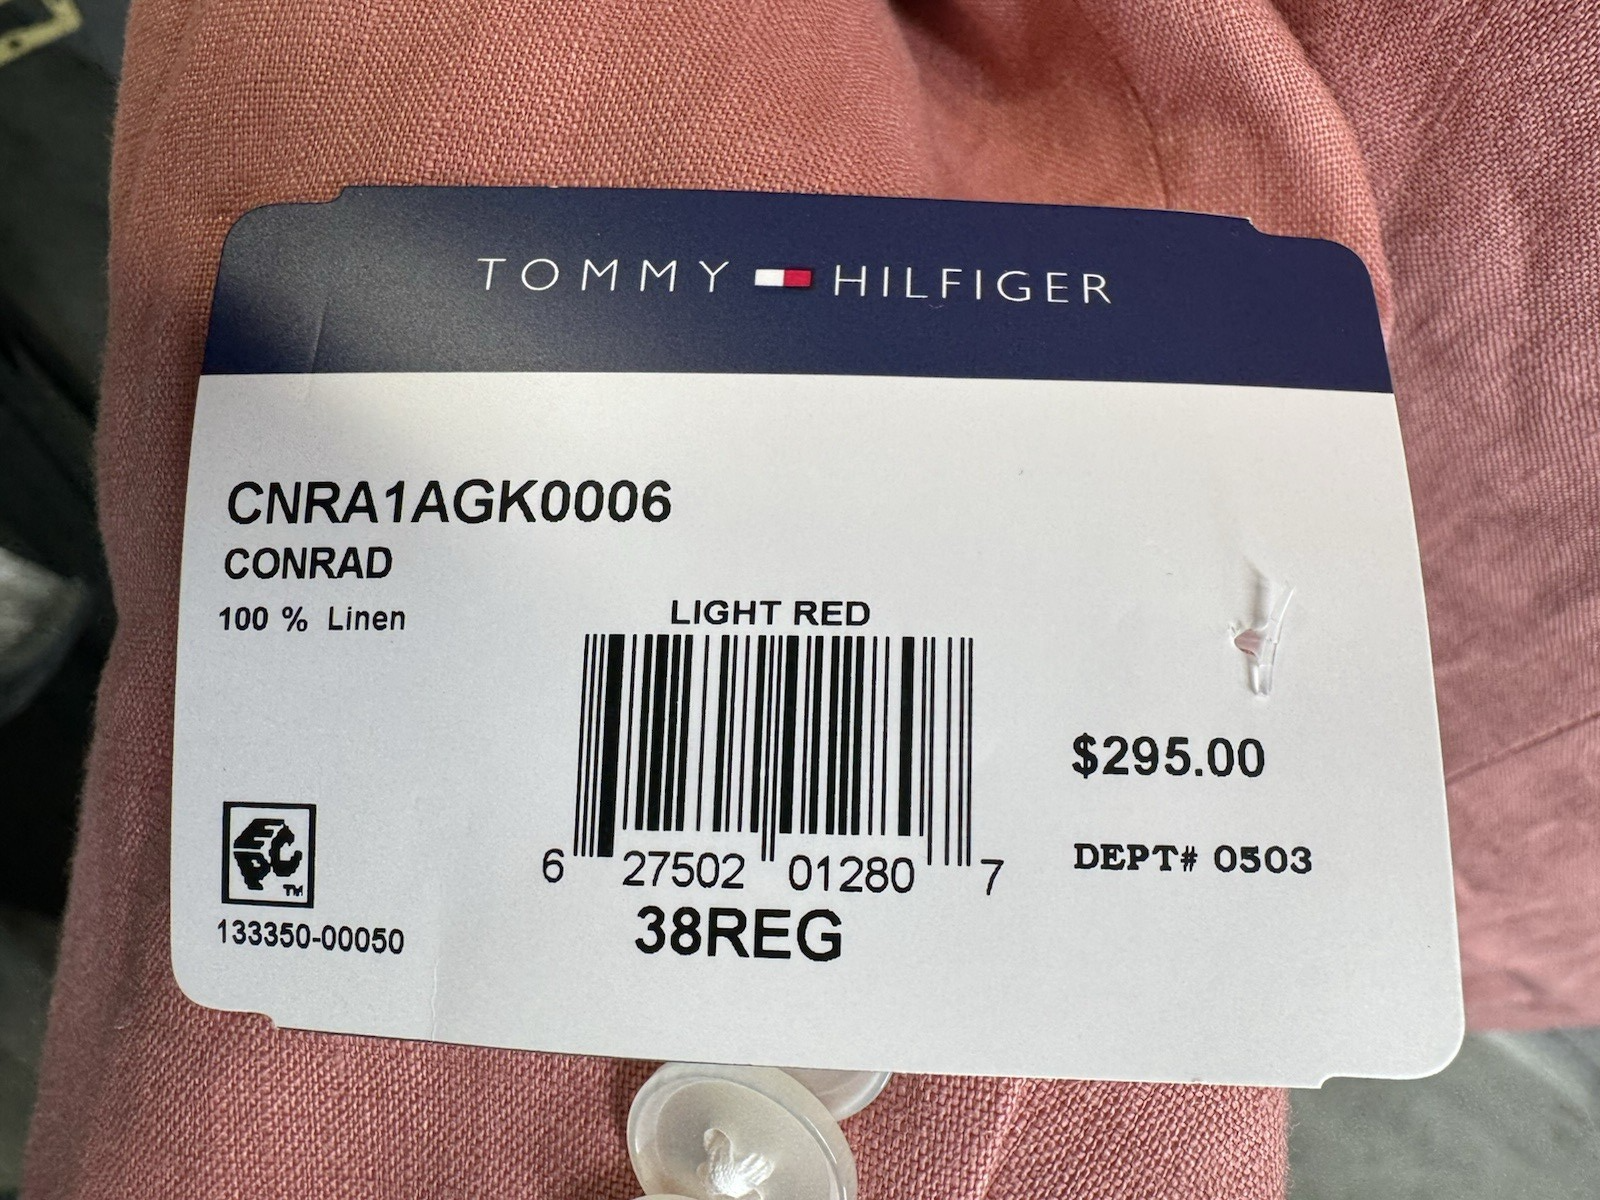 TOMMY HILFIGER
CNRA1AGK0006
CONRAD
100 % Linen
LIGHT RED
6 27502 01280 7
38REG
$295.00
DEPT# 0503
EPC™
133350-00050